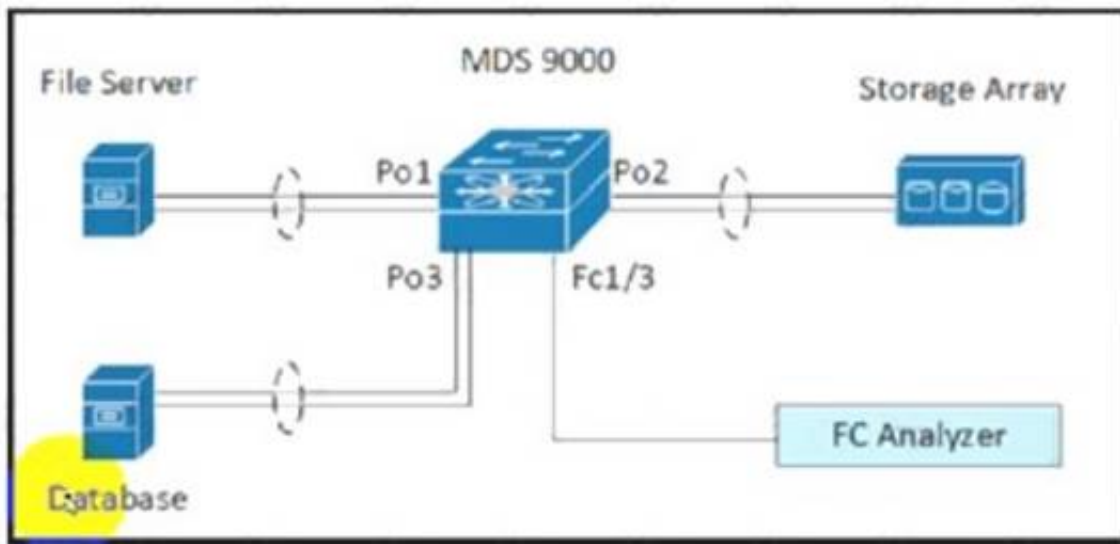 MDS 9000
File Server
Storage Array
Po1
Po2
Po3
Fc1/3
FC Analyzer
Database